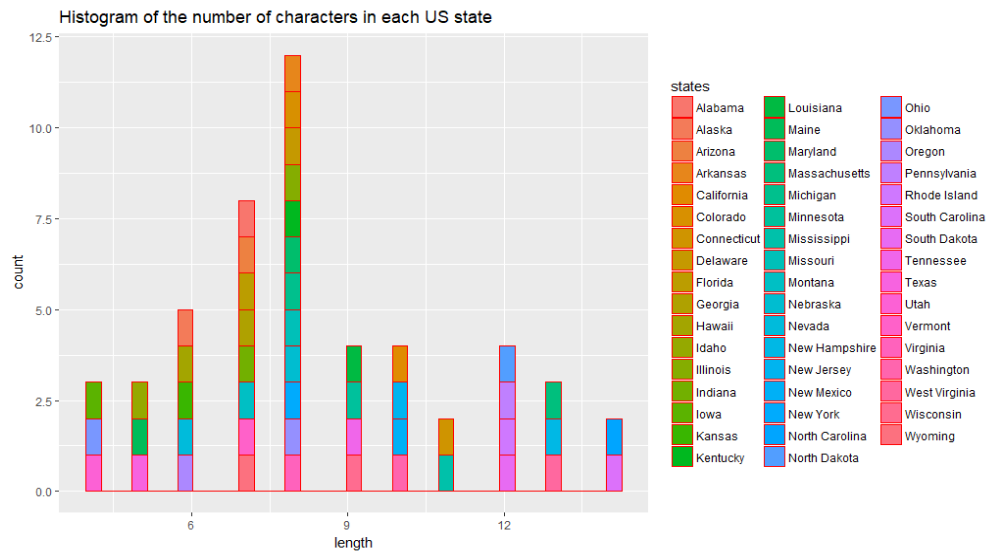 Histogram of the number of characters in each US state
12.5
10.0
7.5
5.0
2.5
0.0
count
6
9
12
length
states
Alabama
Alaska
Arizona
Arkansas
California
Colorado
Connecticut
Delaware
Florida
Georgia
Hawaii
Idaho
Illinois
Indiana
Iowa
Kansas
Kentucky
Louisiana
Maine
Maryland
Massachusetts
Michigan
Minnesota
Mississippi
Missouri
Montana
Nebraska
Nevada
New Hampshire
New Jersey
New Mexico
New York
North Carolina
North Dakota
Ohio
Oklahoma
Oregon
Pennsylvania
Rhode Island
South Carolina
South Dakota
Tennessee
Texas
Utah
Vermont
Virginia
Washington
West Virginia
Wisconsin
Wyoming